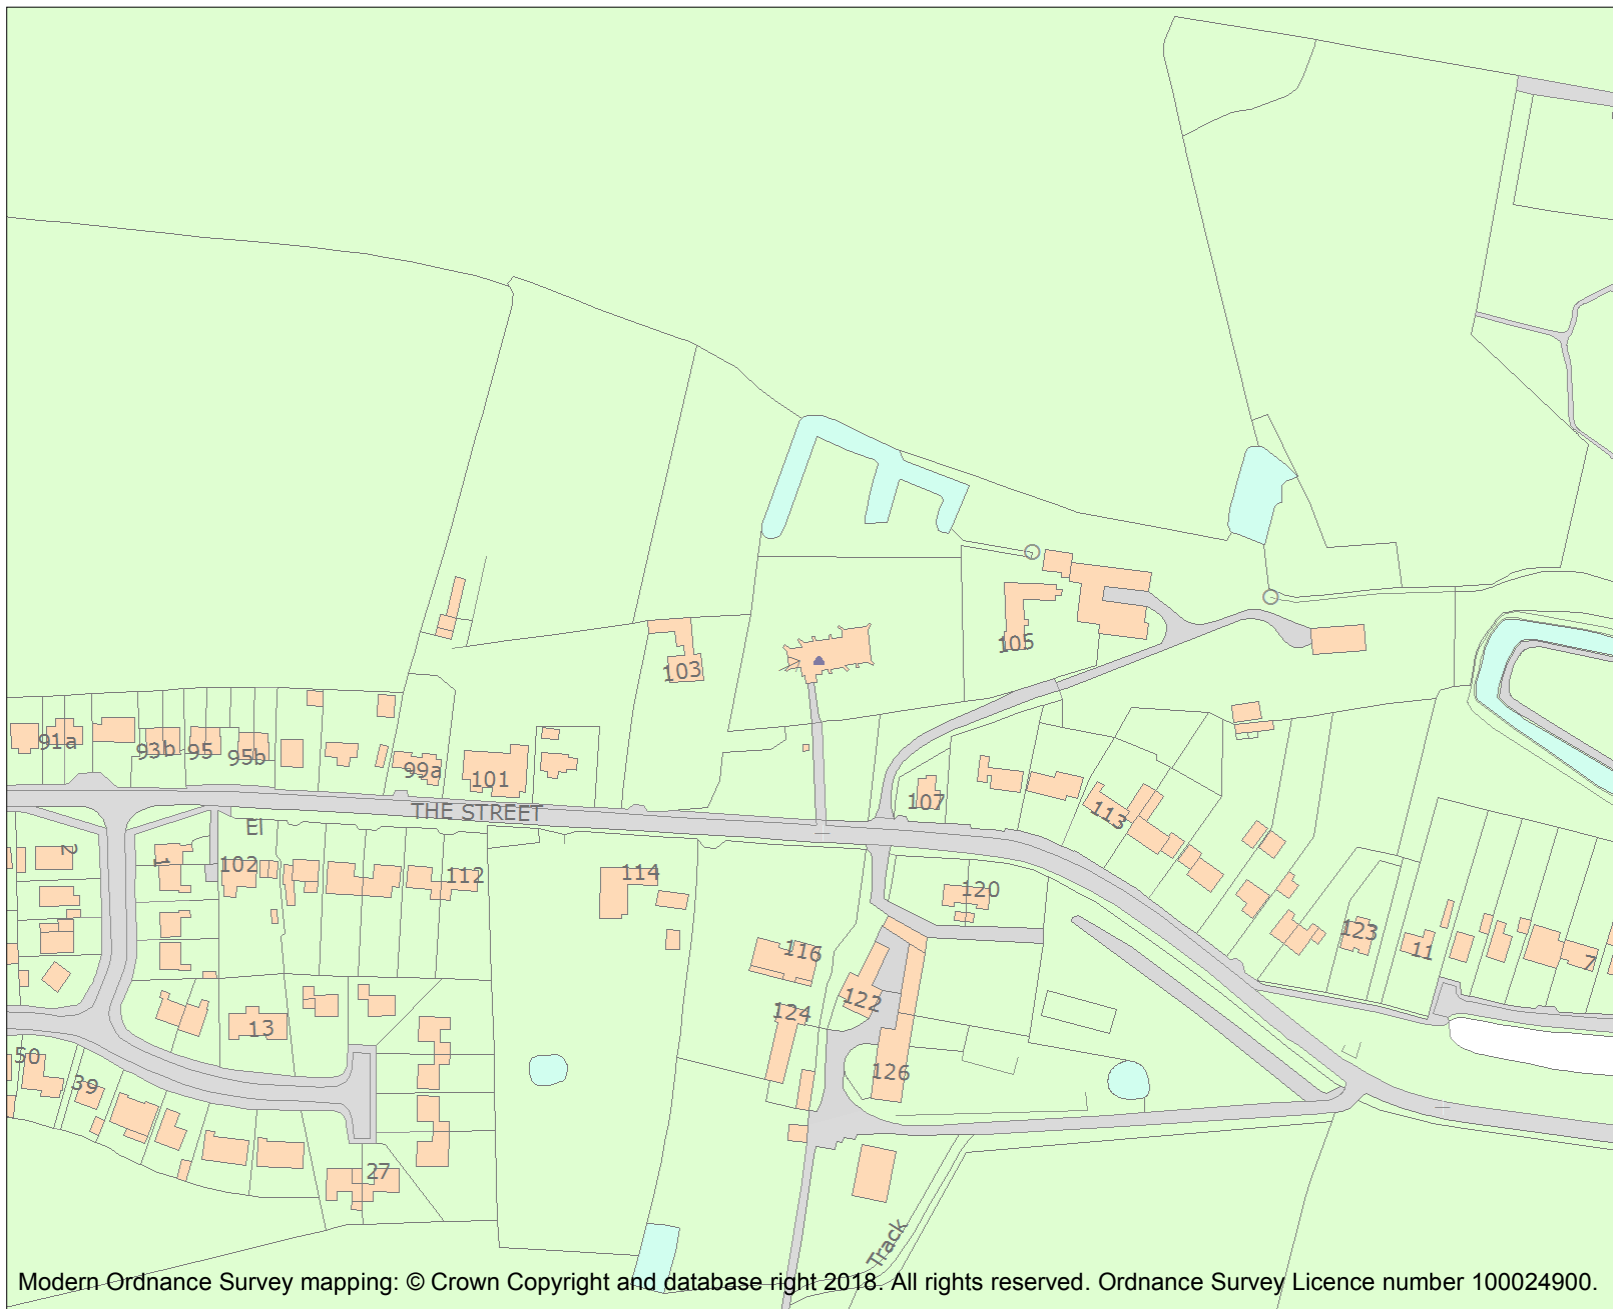 105
103
91a
93b
95
95b
99a
101
107
THE STREET
113
El
2
1
102
112
114
120
116
123
11
7
122
124
13
50
39
126
27
Track
Modern Ordnance Survey mapping: © Crown Copyright and database right 2018. All rights reserved. Ordnance Survey Licence number 100024900.